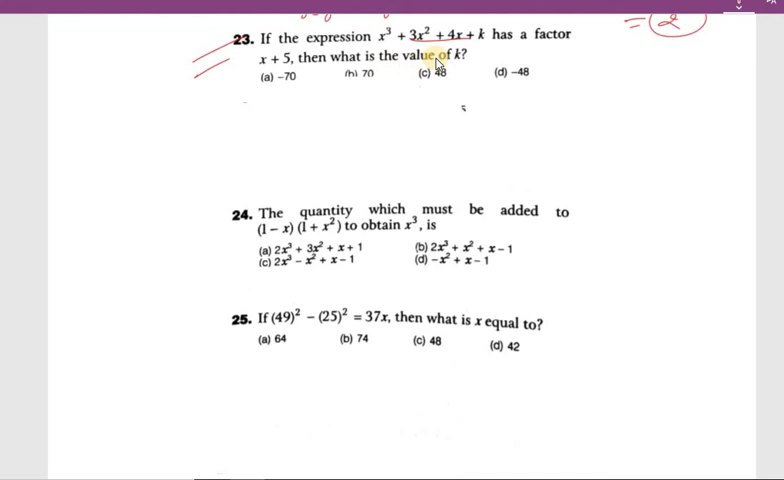 = 2
23. If the expression x³ + 3x² + 4x + k has a factor
x + 5, then what is the value of k?
(a) –70 (b) 70 (c) 48 (d) –48
24. The quantity which must be added to
(1 – x) (1 + x²) to obtain x³, is
(a) 2x³ + 3x² + x + 1 (b) 2x³ + x² + x – 1
(c) 2x³ – x² + x – 1 (d) –x² + x – 1
25. If (49)² – (25)² = 37x, then what is x equal to?
(a) 64 (b) 74 (c) 48 (d) 42